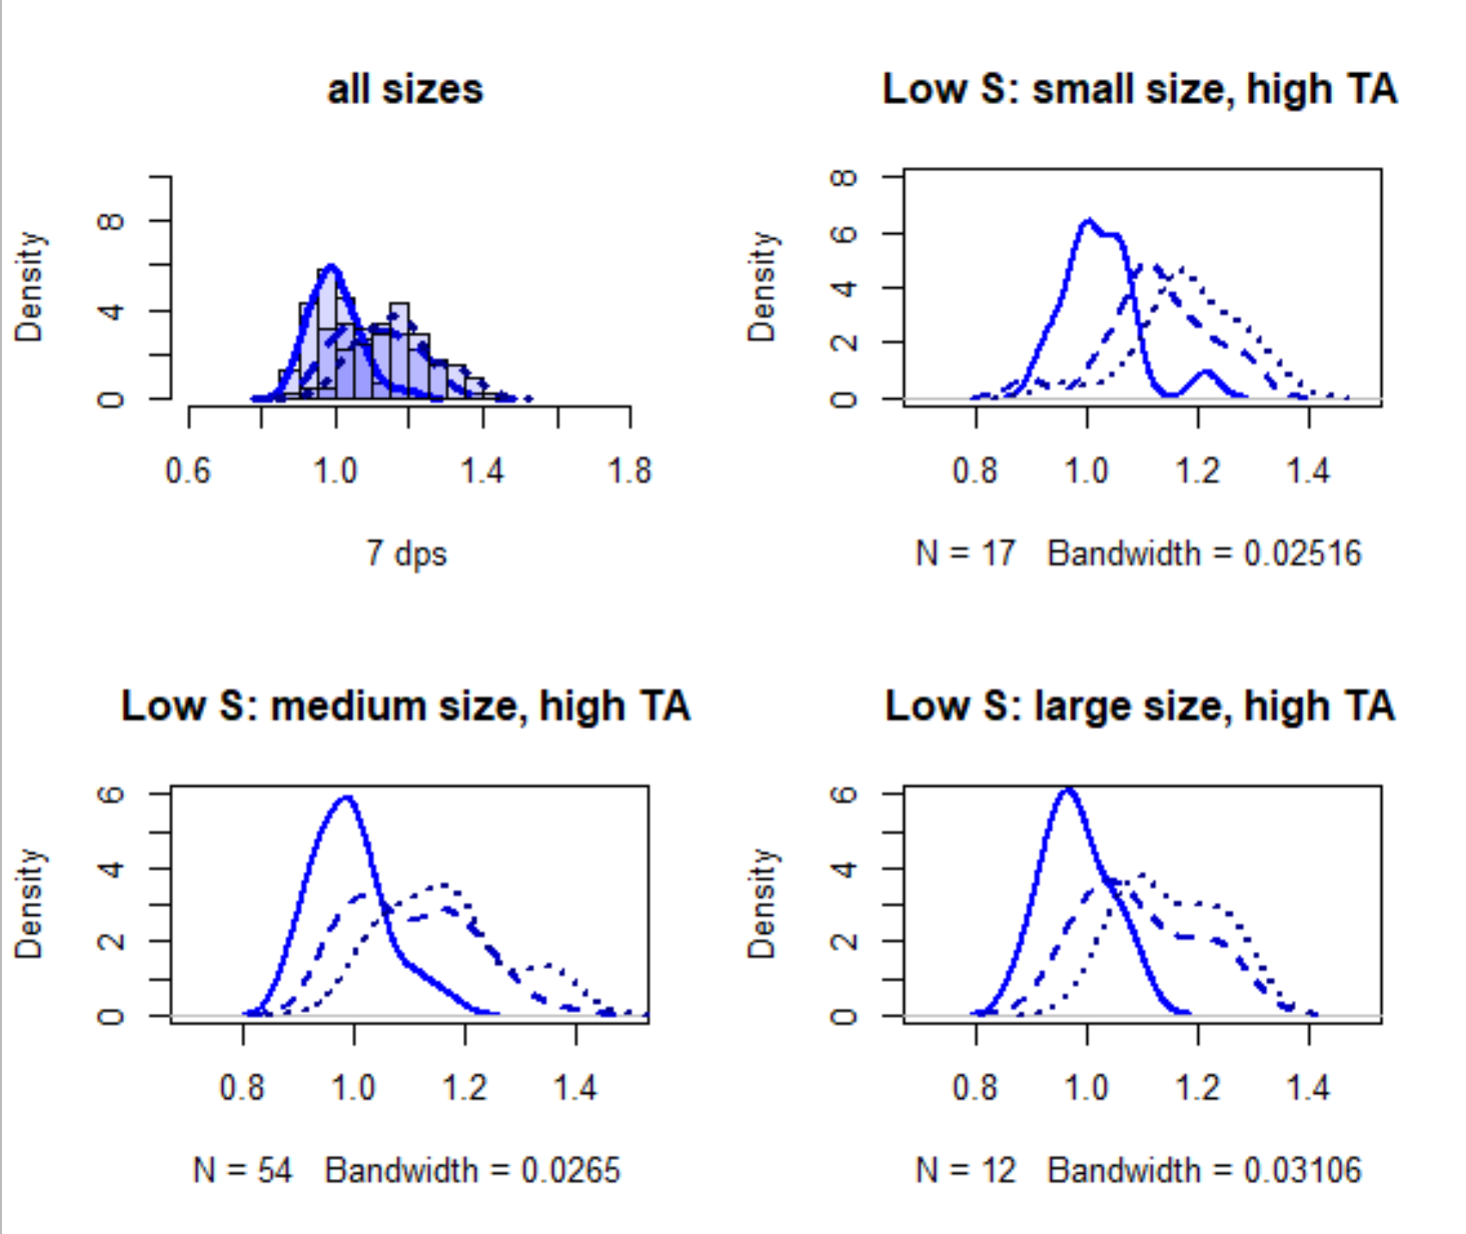 all sizes
Density
8
4
0
0.6 1.0 1.4 1.8
7 dps
Low S: small size, high TA
Density
8
6
4
2
0
0.8 1.0 1.2 1.4
N = 17 Bandwidth = 0.02516
Low S: medium size, high TA
Density
6
4
2
0
0.8 1.0 1.2 1.4
N = 54 Bandwidth = 0.0265
Low S: large size, high TA
Density
6
4
2
0
0.8 1.0 1.2 1.4
N = 12 Bandwidth = 0.03106